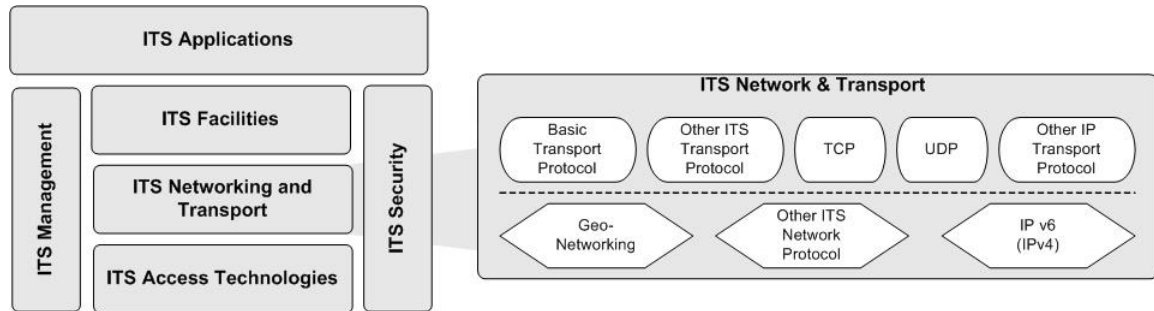 ITS Applications
ITS Management
ITS Facilities
ITS Networking and
Transport
ITS Access Technologies
ITS Security
ITS Network & Transport
Basic
Transport
Protocol
Other ITS
Transport
Protocol
TCP
UDP
Other IP
Transport
Protocol
Geo-
Networking
Other ITS
Network
Protocol
IP v6
(IPv4)